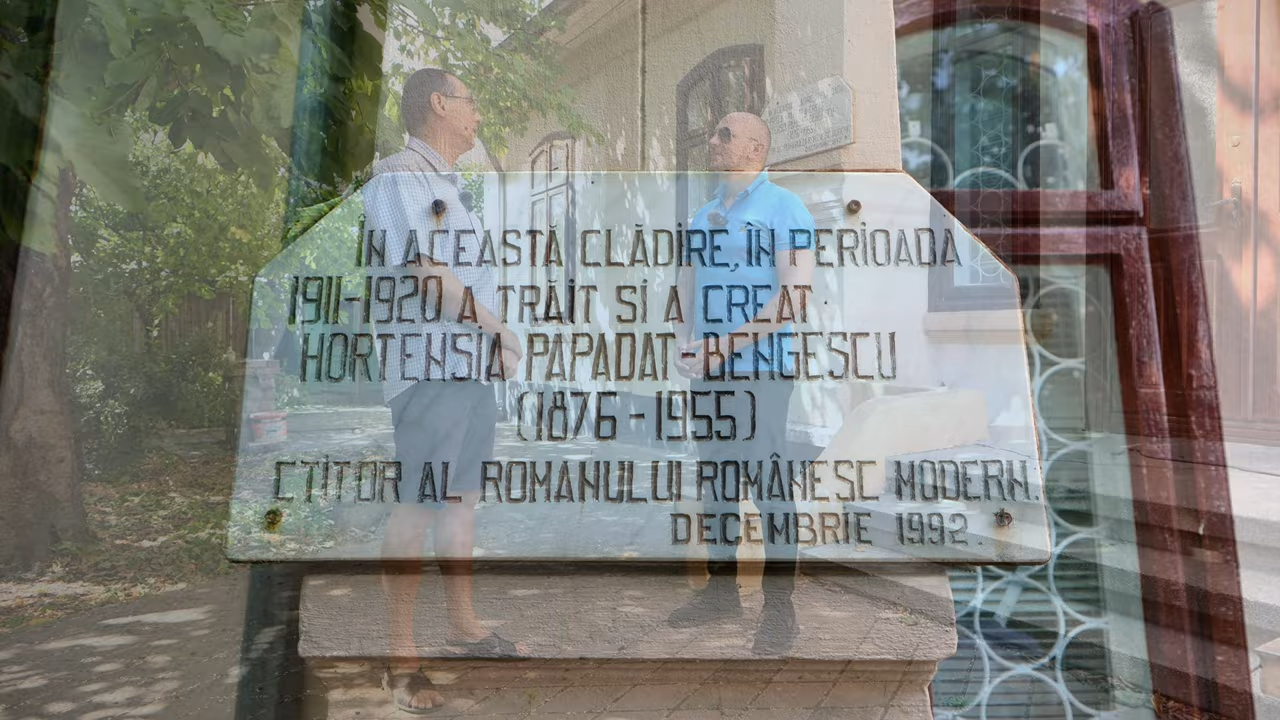 ÎN ACEASTĂ CLĂDIRE, ÎN PERIOADA
1911-1920 A TRĂIT SI A CREAT
HORTENSIA PAPADAT-BENGESCU
(1876-1955)
CTITOR AL ROMANULUI ROMÂNESC MODERN.
DECEMBRIE 1992.